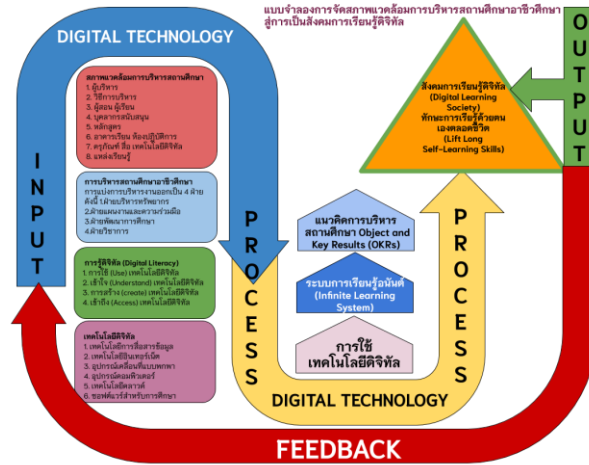 แบบจำลองการจัดสภาพแวดล้อมการบริหารสถานศึกษาอาชีวศึกษา
สู่การเป็นสังคมการเรียนรู้ดิจิทัล
DIGITAL TECHNOLOGY
INPUT
สภาพแวดล้อมการบริหารสถานศึกษา
1. ผู้บริหาร
2. วิธีการบริหาร
3. ผู้สอน ผู้เรียน
4. บุคลากรสนับสนุน
5. หลักสูตร
6. อาคารเรียน ห้องปฏิบัติการ
7. ครุภัณฑ์ สื่อ เทคโนโลยีดิจิทัล
8. แหล่งเรียนรู้
การบริหารสถานศึกษาอาชีวศึกษา
การแบ่งการบริหารงานออกเป็น 4 ฝ่าย
ดังนี้ 1.ฝ่ายบริหารทรัพยากร
2.ฝ่ายแผนงานและความร่วมมือ
3.ฝ่ายพัฒนาการศึกษา
4.ฝ่ายวิชาการ
การรู้ดิจิทัล (Digital Literacy)
1. การใช้ (Use) เทคโนโลยีดิจิทัล
2. เข้าใจ (Understand) เทคโนโลยีดิจิทัล
3. การสร้าง (create) เทคโนโลยีดิจิทัล
4. เข้าถึง (Access) เทคโนโลยีดิจิทัล
เทคโนโลยีดิจิทัล
1. เทคโนโลยีการสื่อสารข้อมูล
2. เทคโนโลยีอินเทอร์เน็ต
3. อุปกรณ์เคลื่อนที่แบบพกพา
4. อุปกรณ์คอมพิวเตอร์
5. เทคโนโลยีคลาวด์
6. ซอฟต์แวร์สำหรับการศึกษา
PROCESS
แนวคิดการบริหาร
สถานศึกษา Object and
Key Results (OKRs)
ระบบการเรียนรู้อนันต์
(Infinite Learning
System)
การใช้
เทคโนโลยีดิจิทัล
DIGITAL TECHNOLOGY
PROCESS
สังคมการเรียนรู้ดิจิทัล
(Digital Learning
Society)
ทักษะการเรียรู้ด้วยตน
เองตลอดชีวิต
(Lift Long
Self-Learning Skills)
OUTPUT
FEEDBACK